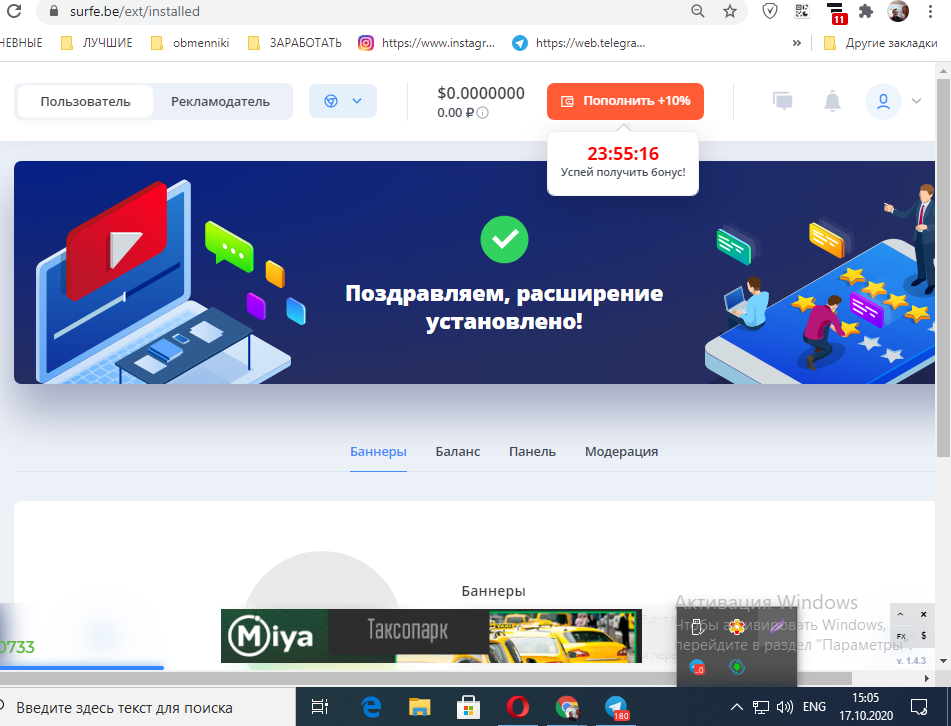 surfe.be/ext/installed
11
НЕВНЫЕ
ЛУЧШИЕ
obmenniki
ЗАРАБОТАТЬ
https://www.instagr...
https://web.telegra...
»
Другие закладки
Пользователь
Рекламодатель
$0.0000000
0.00 ₽
Пополнить +10%
23:55:16
Успей получить бонус!
Поздравляем, расширение
установлено!
Баннеры
Баланс
Панель
Модерация
Баннеры
Miya
Таксопарк
0733
Активация Windows
Чтобы активировать Windows,
перейдите в раздел "Параметры".
FX
$
v. 1.4.3
Введите здесь текст для поиска
180
ENG
15:05
17.10.2020